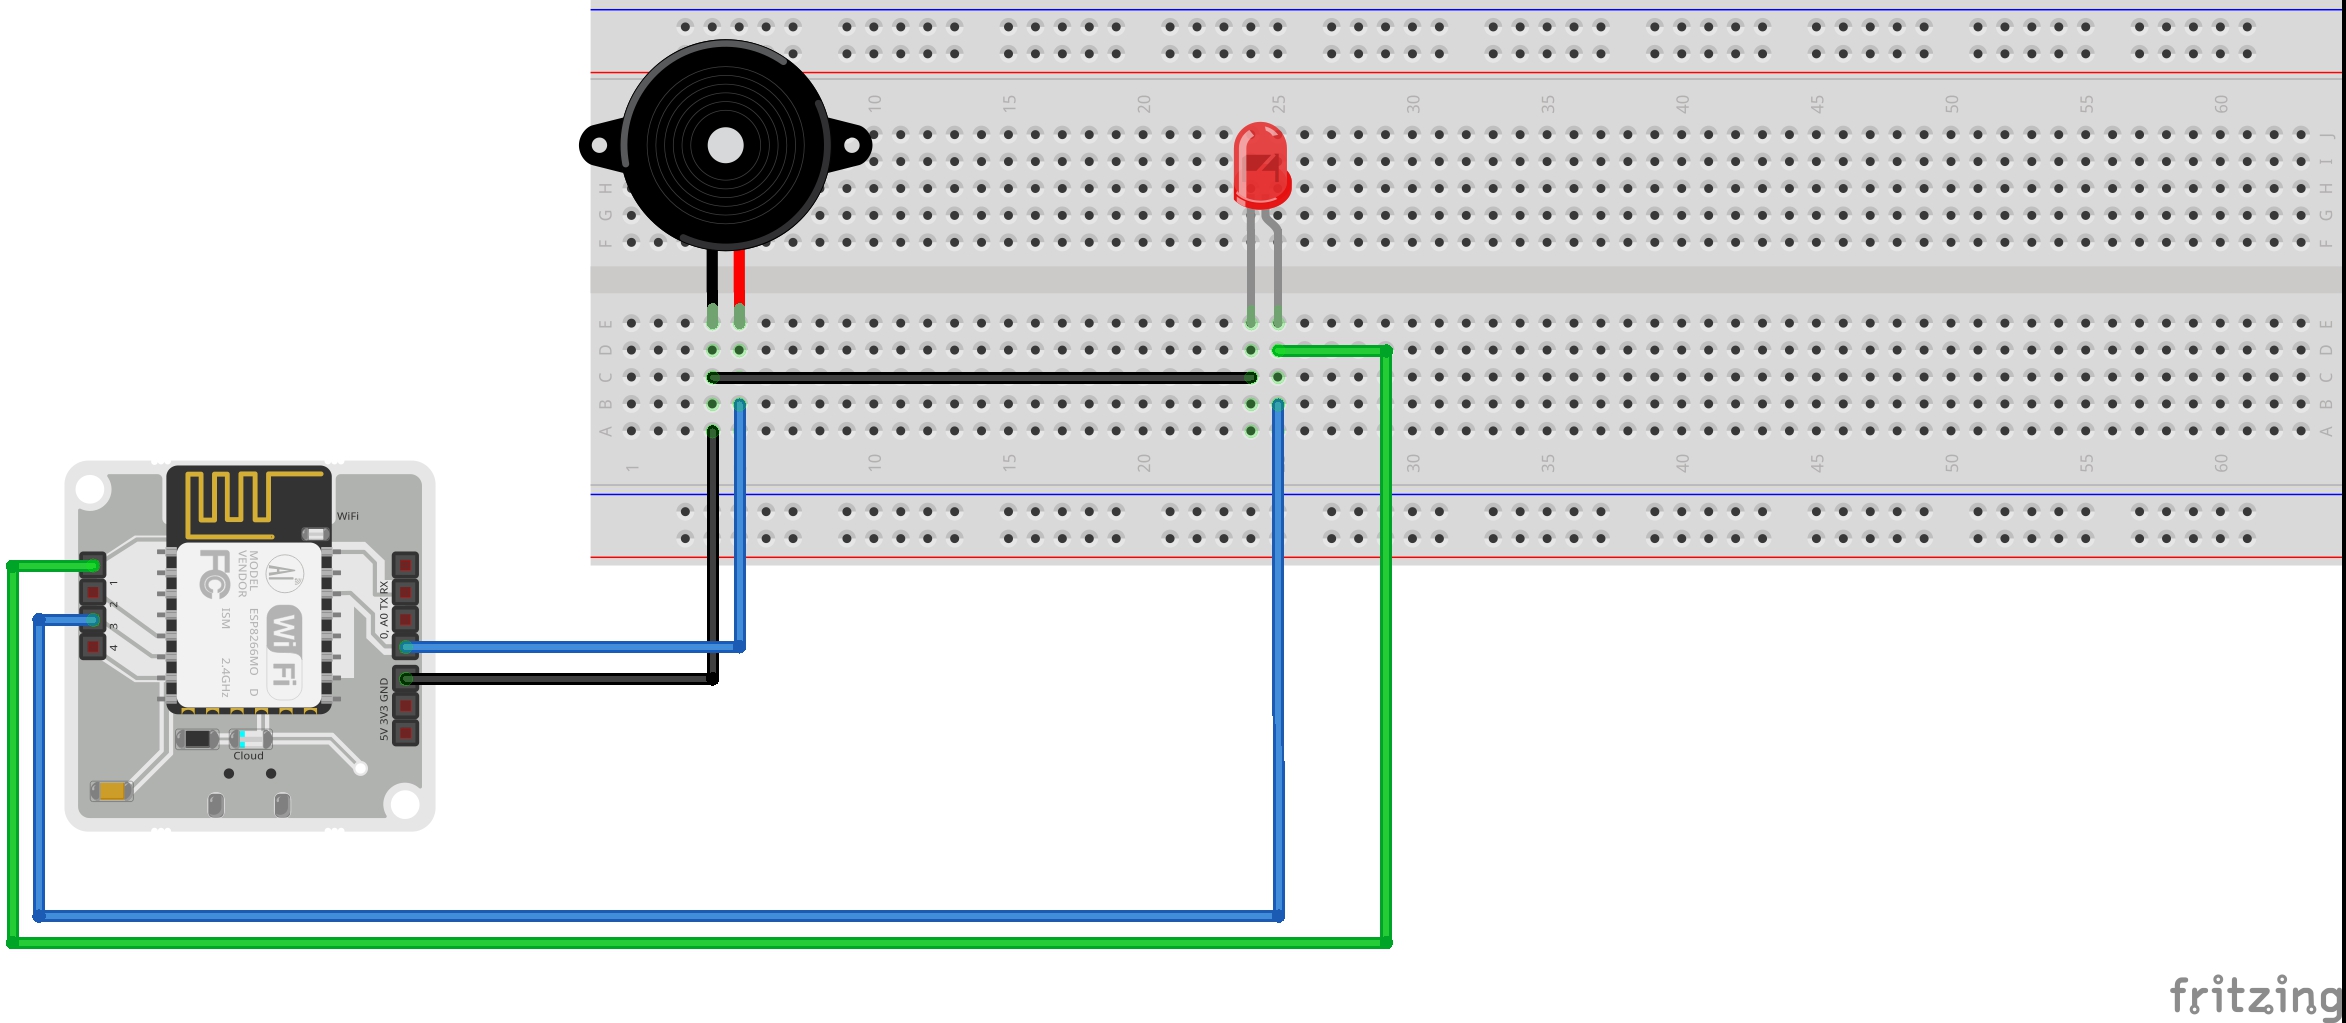 10 15 20 25 30 35 40 45 50 55 60
J J
I I
H H
G G
F F
E E
D D
C C
B B
A A
1 10 15 20 30 35 40 45 50 55 60
WiFi
MODEL
VENDOR
AI
FC
ISM
2.4GHz
ESP8266MO D
Wi Fi
1
2
3
4
0, A0 TX RX
5V 3V3 GND
Cloud
fritzing